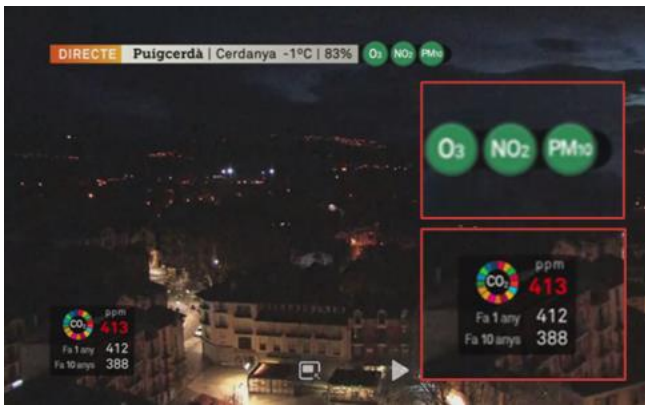 DIRECTE Puigcerdà | Cerdanya -1ºC | 83% O3 NO2 PM10
O3 NO2 PM10
CO2 ppm
413
Fa 1 any 412
Fa 10 anys 388
CO2 ppm
413
Fa 1 any 412
Fa 10 anys 388